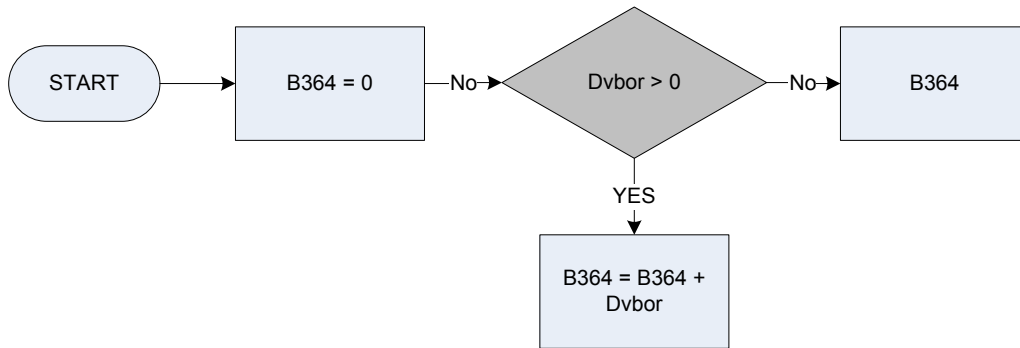 START
B364 = 0
No
Dvbor > 0
No
B364
YES
B364 = B364 +
Dvbor